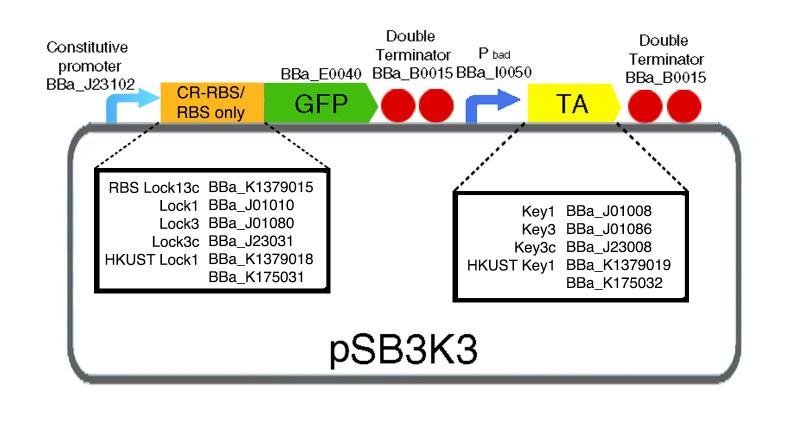 Constitutive
promoter
BBa_J23102
CR-RBS/
RBS only
BBa_E0040
GFP
Double
Terminator
BBa_B0015
P bad
BBa_I0050
TA
Double
Terminator
BBa_B0015
RBS Lock13c BBa_K1379015
Lock1 BBa_J01010
Lock3 BBa_J01080
Lock3c BBa_J23031
HKUST Lock1 BBa_K1379018
BBa_K175031
Key1 BBa_J01008
Key3 BBa_J01086
Key3c BBa_J23008
HKUST Key1 BBa_K1379019
BBa_K175032
pSB3K3